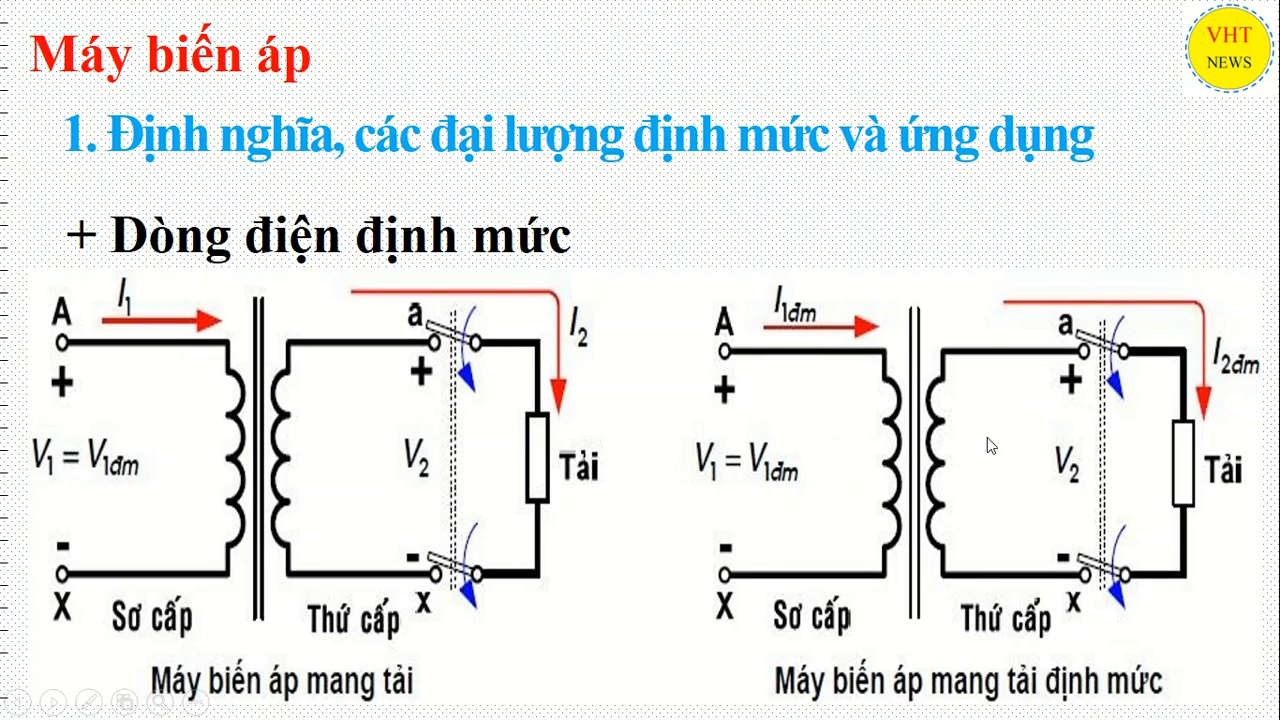 Máy biến áp
VHT
NEWS
1. Định nghĩa, các đại lượng định mức và ứng dụng
+ Dòng điện định mức
A
I1
a
I2
+
+
V1 = V1đm
V2
Tải
-
-
X
Sơ cấp
Thứ cấp
x
Máy biến áp mang tải
A
I1đm
a
I2đm
+
+
V1 = V1đm
V2
Tải
-
-
X
Sơ cấp
Thứ cấp
x
Máy biến áp mang tải định mức